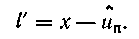 l′ = x — û_п.